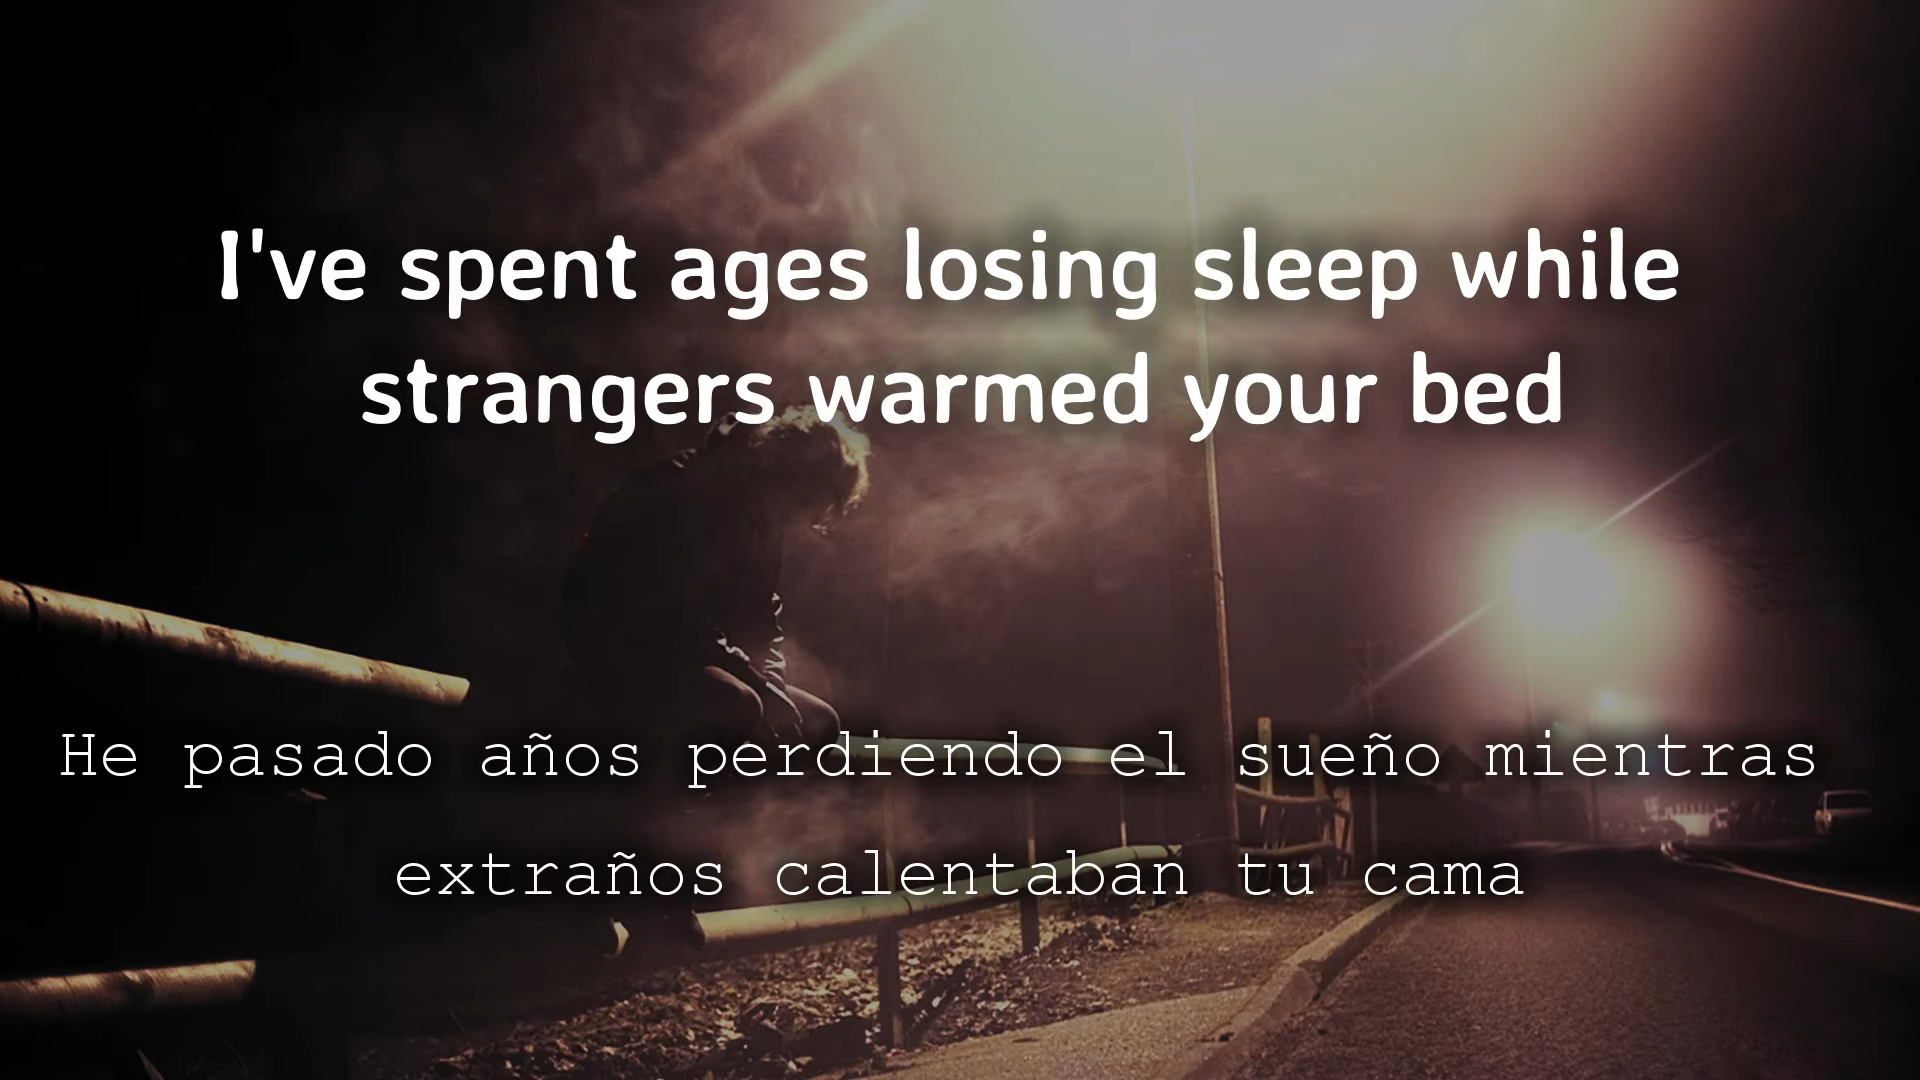 I've spent ages losing sleep while
strangers warmed your bed
He pasado años perdiendo el sueño mientras
extraños calentaban tu cama